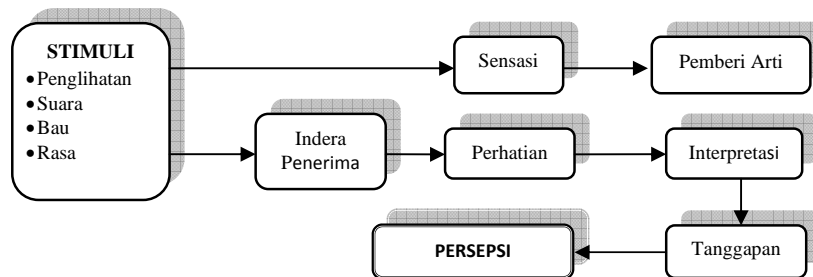 STIMULI
•Penglihatan
•Suara
•Bau
•Rasa
Sensasi
Pemberi Arti
Indera
Penerima
Perhatian
Interpretasi
Tanggapan
PERSEPSI